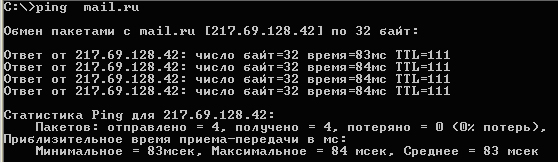 C:\>ping mail.ru
Обмен пакетами с mail.ru [217.69.128.42] по 32 байт:
Ответ от 217.69.128.42: число байт=32 время=83мс TTL=111
Ответ от 217.69.128.42: число байт=32 время=84мс TTL=111
Ответ от 217.69.128.42: число байт=32 время=84мс TTL=111
Ответ от 217.69.128.42: число байт=32 время=84мс TTL=111
Статистика Ping для 217.69.128.42:
Пакетов: отправлено = 4, получено = 4, потеряно = 0 (0% потерь),
Приблизительное время приема-передачи в мс:
Минимальное = 83мсек, Максимальное = 84 мсек, Среднее = 83 мсек